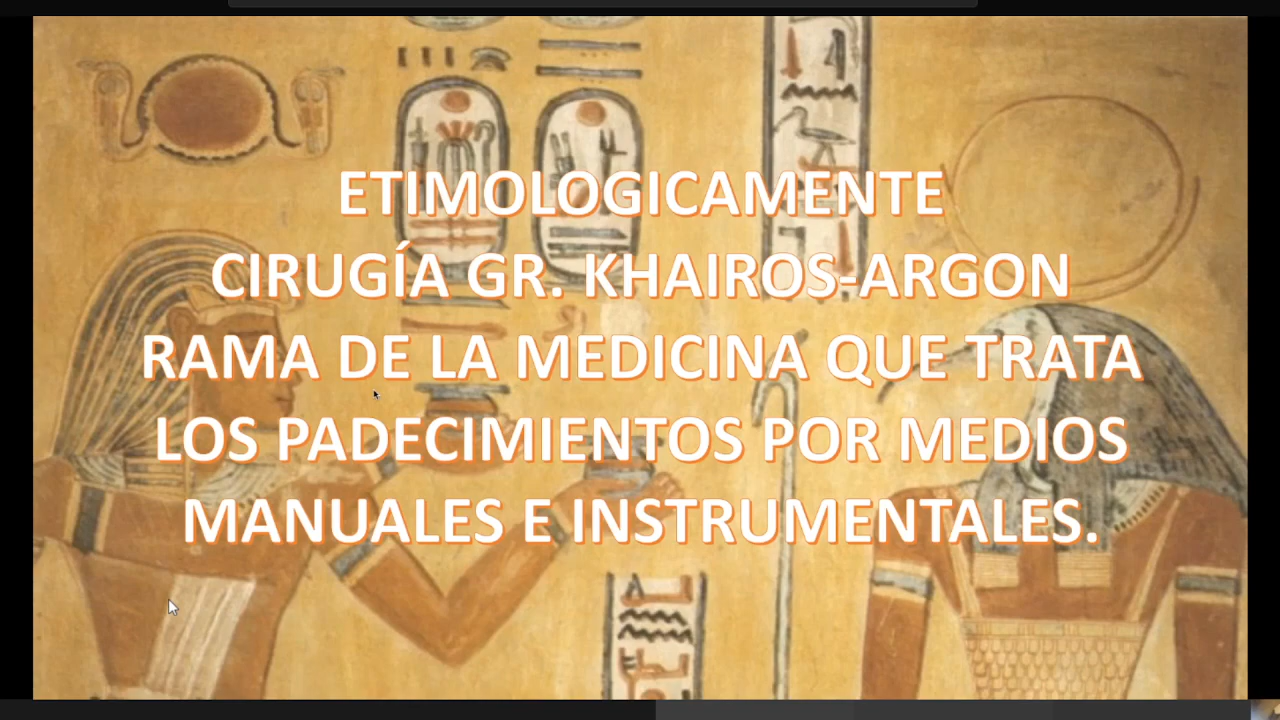 ETIMOLOGICAMENTE
CIRUGÍA GR. KHAIROS-ARGON
RAMA DE LA MEDICINA QUE TRATA
LOS PADECIMIENTOS POR MEDIOS
MANUALES E INSTRUMENTALES.